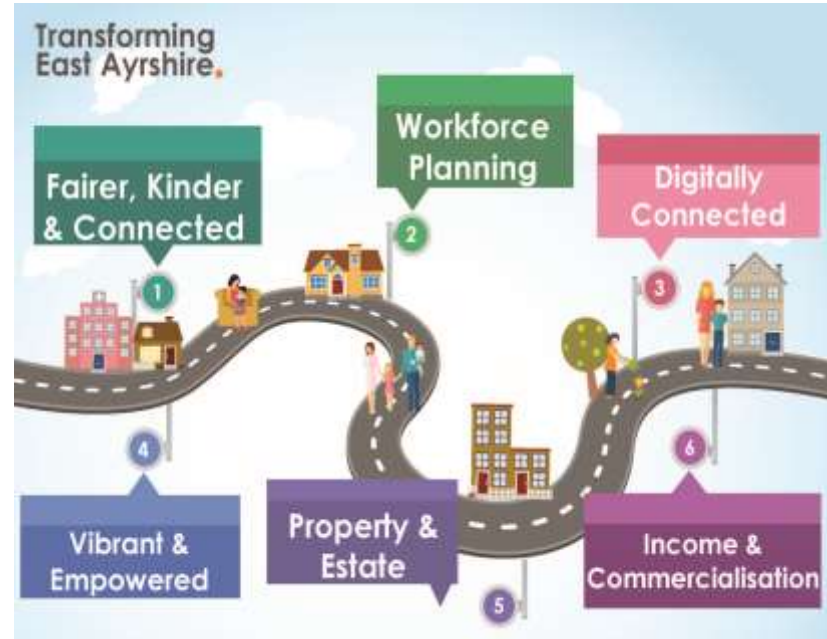 Transforming
East Ayrshire.
Fairer, Kinder
& Connected
1
Workforce
Planning
2
Digitally
Connected
3
4
Vibrant &
Empowered
Property &
Estate
5
6
Income &
Commercialisation